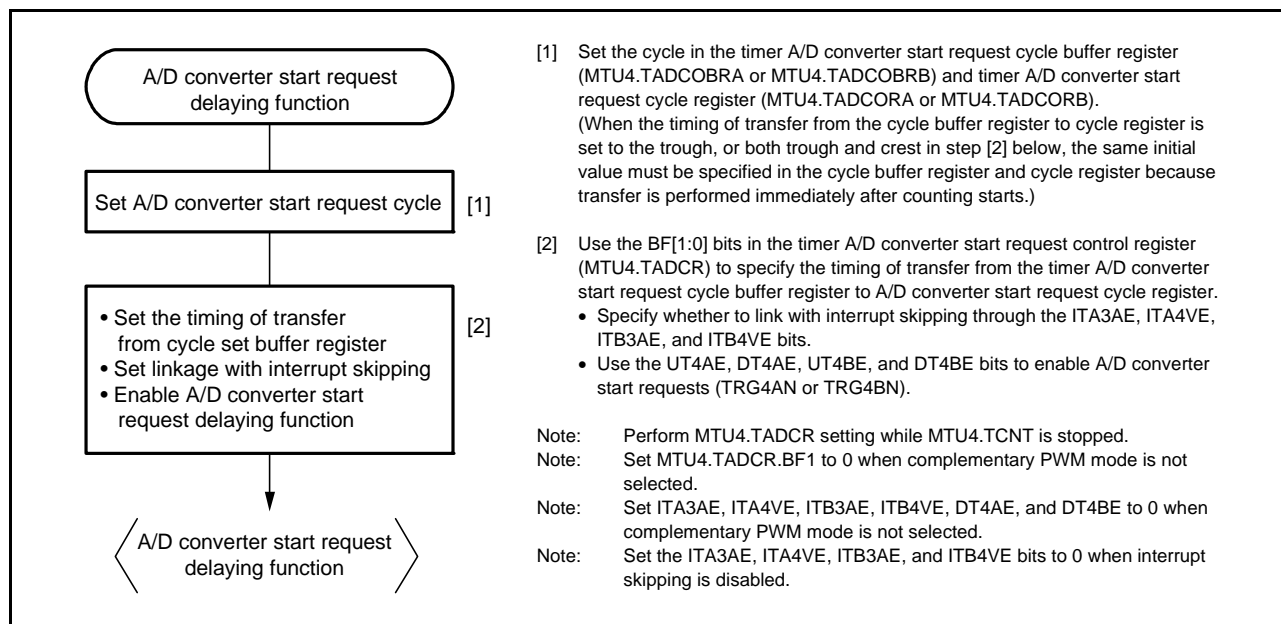 A/D converter start request
delaying function
Set A/D converter start request cycle
[1]
• Set the timing of transfer
from cycle set buffer register
• Set linkage with interrupt skipping
• Enable A/D converter start
request delaying function
[2]
A/D converter start request
delaying function
[1] Set the cycle in the timer A/D converter start request cycle buffer register
(MTU4.TADCOBRA or MTU4.TADCOBRB) and timer A/D converter start
request cycle register (MTU4.TADCORA or MTU4.TADCORB).
(When the timing of transfer from the cycle buffer register to cycle register is
set to the trough, or both trough and crest in step [2] below, the same initial
value must be specified in the cycle buffer register and cycle register because
transfer is performed immediately after counting starts.)
[2] Use the BF[1:0] bits in the timer A/D converter start request control register
(MTU4.TADCR) to specify the timing of transfer from the timer A/D converter
start request cycle buffer register to A/D converter start request cycle register.
• Specify whether to link with interrupt skipping through the ITA3AE, ITA4VE,
ITB3AE, and ITB4VE bits.
• Use the UT4AE, DT4AE, UT4BE, and DT4BE bits to enable A/D converter
start requests (TRG4AN or TRG4BN).
Note: Perform MTU4.TADCR setting while MTU4.TCNT is stopped.
Note: Set MTU4.TADCR.BF1 to 0 when complementary PWM mode is not
selected.
Note: Set ITA3AE, ITA4VE, ITB3AE, ITB4VE, DT4AE, and DT4BE to 0 when
complementary PWM mode is not selected.
Note: Set the ITA3AE, ITA4VE, ITB3AE, and ITB4VE bits to 0 when interrupt
skipping is disabled.